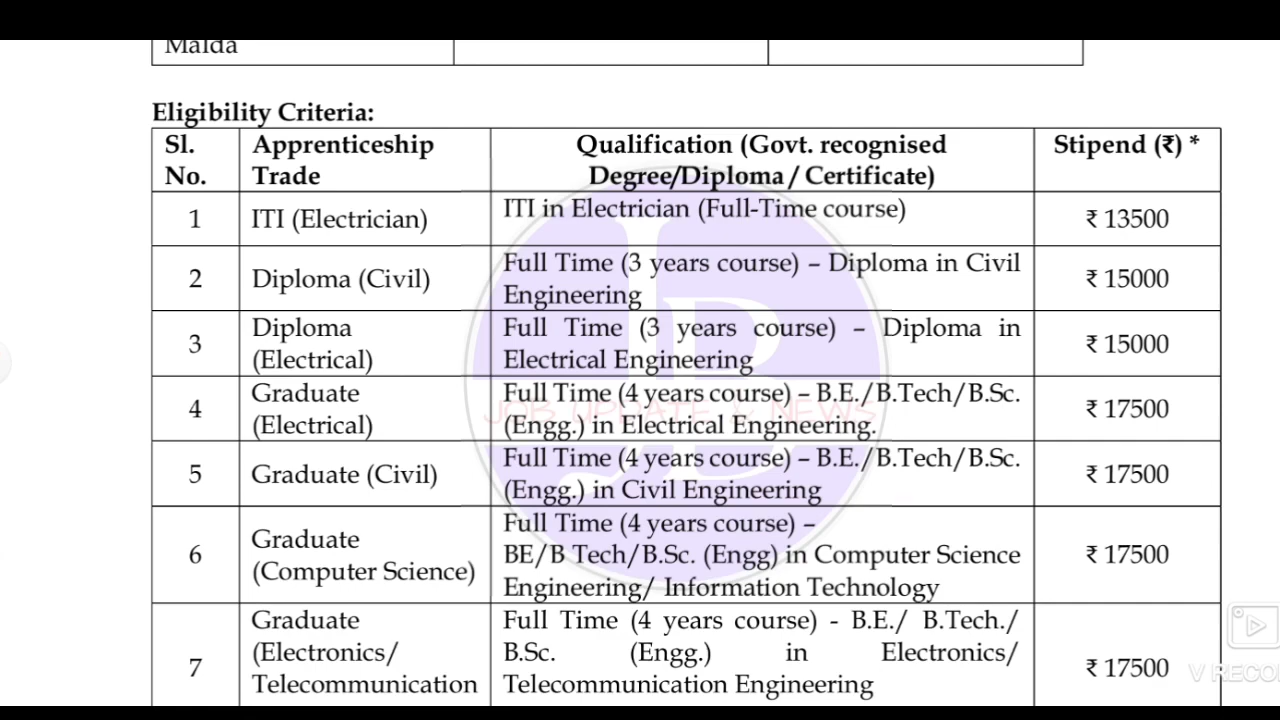 Malda
Eligibility Criteria:
Sl. No.
Apprenticeship Trade
Qualification (Govt. recognised Degree/Diploma / Certificate)
Stipend (₹) *
1
ITI (Electrician)
ITI in Electrician (Full-Time course)
₹ 13500
2
Diploma (Civil)
Full Time (3 years course) – Diploma in Civil
Engineering
₹ 15000
3
Diploma
(Electrical)
Full Time (3 years course) – Diploma in
Electrical Engineering
₹ 15000
4
Graduate
(Electrical)
Full Time (4 years course) – B.E./B.Tech/B.Sc.
(Engg.) in Electrical Engineering.
₹ 17500
5
Graduate (Civil)
Full Time (4 years course) – B.E./B.Tech/B.Sc.
(Engg.) in Civil Engineering
₹ 17500
6
Graduate
(Computer Science)
Full Time (4 years course) –
BE/B Tech/B.Sc. (Engg) in Computer Science
Engineering/ Information Technology
₹ 17500
7
Graduate
(Electronics/
Telecommunication
Full Time (4 years course) - B.E./ B.Tech./
B.Sc. (Engg.) in Electronics/
Telecommunication Engineering
₹ 17500
JOB UPDATE & NEWS
V RECO